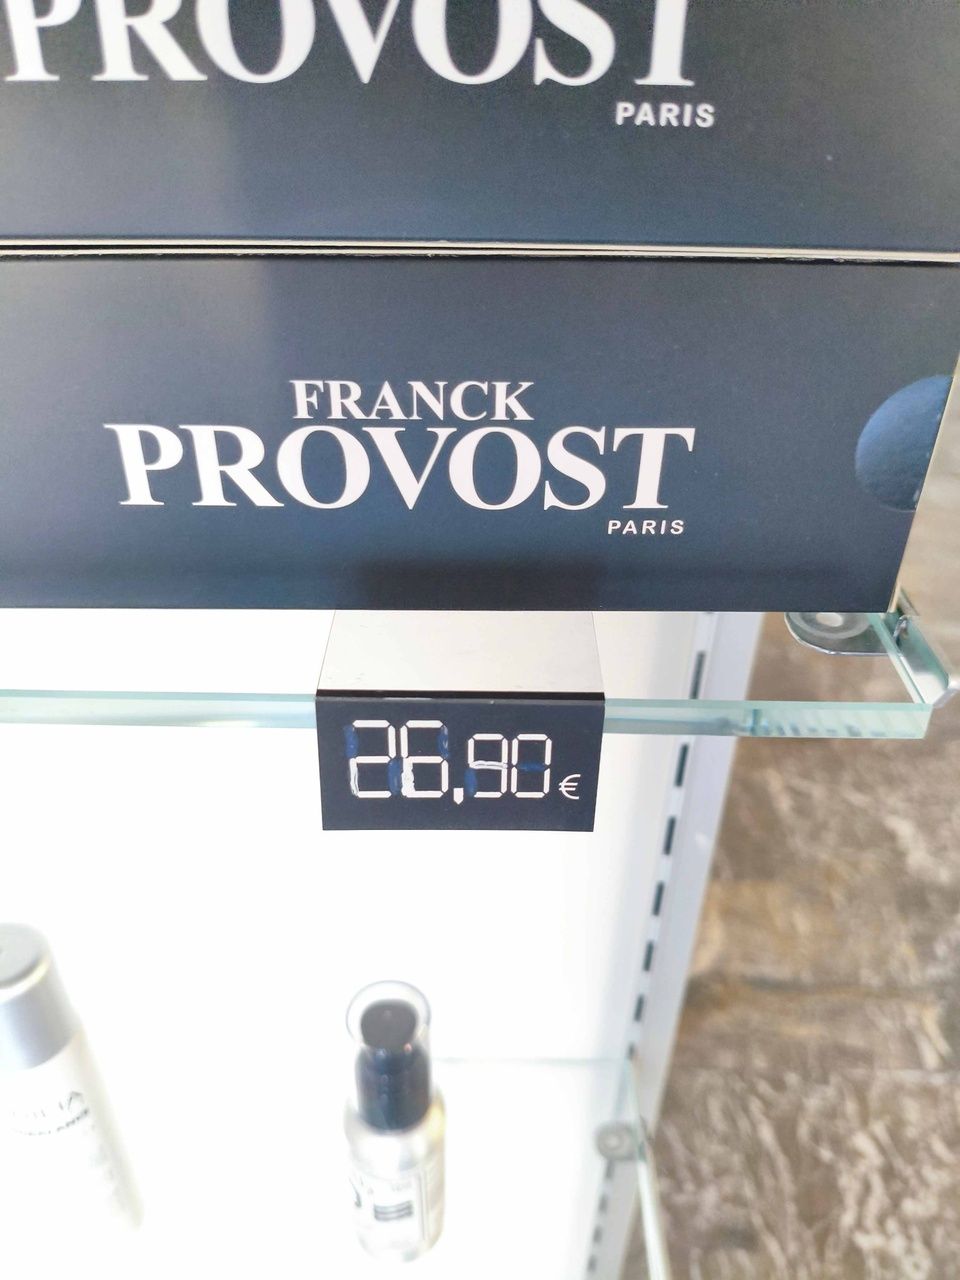 PROVOST
PARIS
FRANCK
PROVOST
PARIS
26,90 €